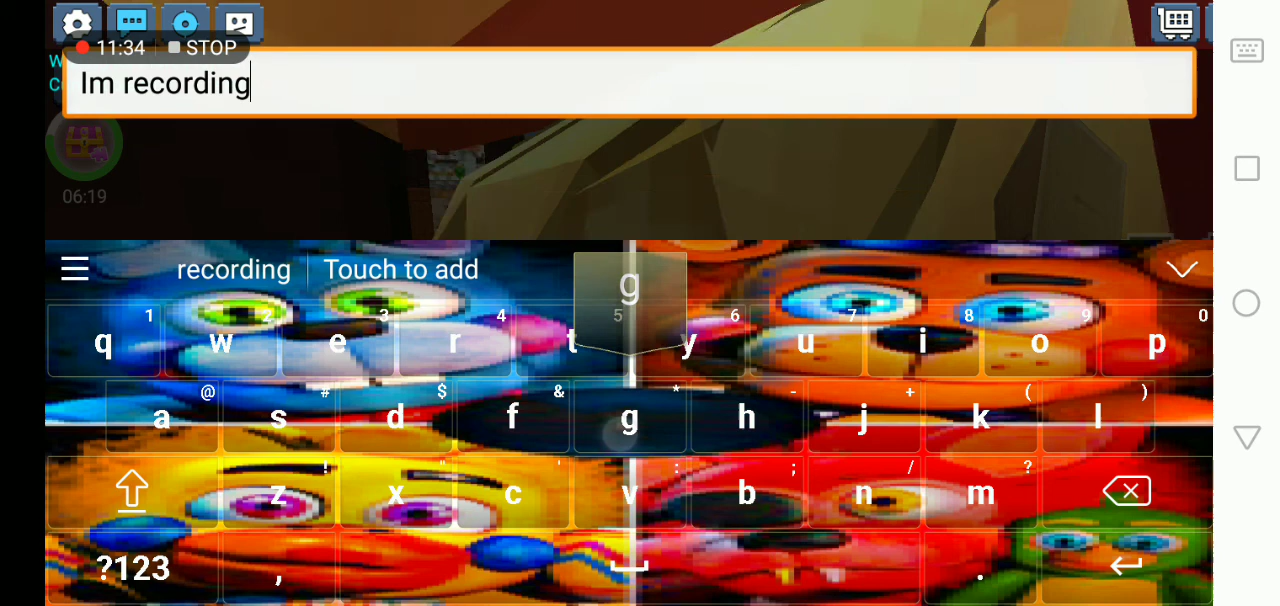 11:34 STOP
W
C
Im recording
06:19
recording Touch to add
g
1 2 3 4 5 6 7 8 9 0
q w e r t y u i o p
@ # $ & * - + ( )
a s d f g h j k l
! " ' : ; / ?
z x c v b n m
?123 , .